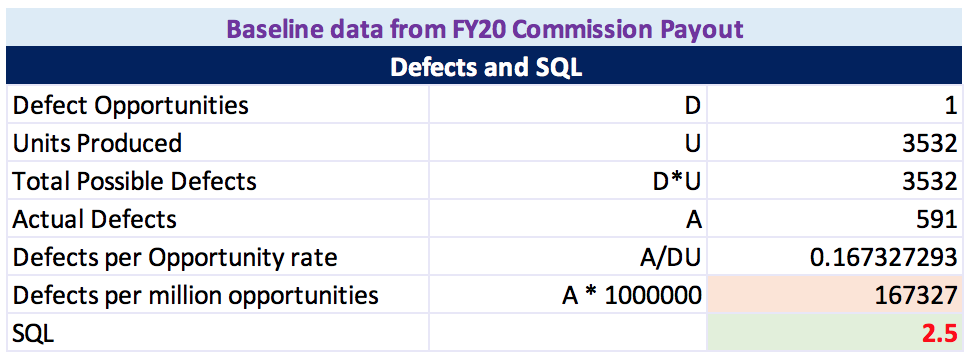 Baseline data from FY20 Commission Payout
Defects and SQL
Defect Opportunities D 1
Units Produced U 3532
Total Possible Defects D*U 3532
Actual Defects A 591
Defects per Opportunity rate A/DU 0.167327293
Defects per million opportunities A * 1000000 167327
SQL 2.5